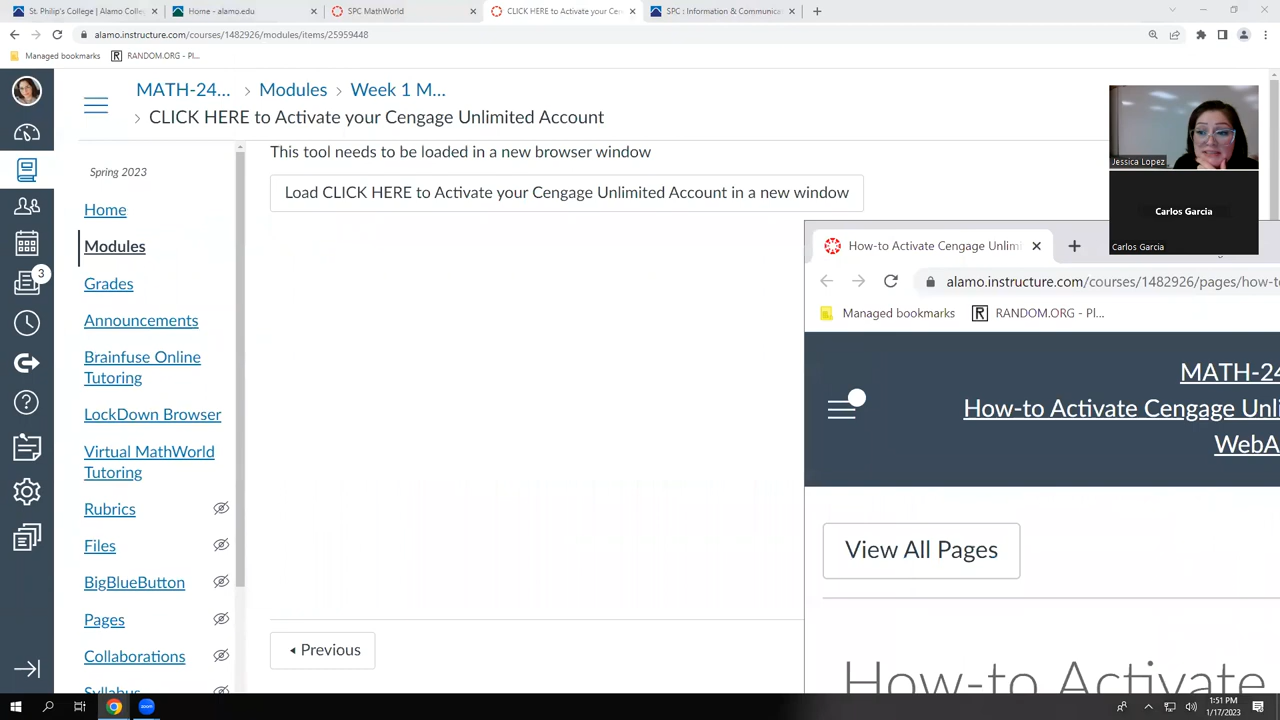 St. Philip's College | Alamo Colleg
Home - alamo.edu
SPC MathWorld
CLICK HERE to Activate your Cen
SPC : Information & Communica
alamo.instructure.com/courses/1482926/modules/items/25959448
Managed bookmarks
RANDOM.ORG - Pl...
MATH-24... > Modules > Week 1 M...
> CLICK HERE to Activate your Cengage Unlimited Account
This tool needs to be loaded in a new browser window
Load CLICK HERE to Activate your Cengage Unlimited Account in a new window
Spring 2023
Home
Modules
Grades
Announcements
Brainfuse Online
Tutoring
LockDown Browser
Virtual MathWorld
Tutoring
Rubrics
Files
BigBlueButton
Pages
Collaborations
Syllabus
3
Previous
Jessica Lopez
Carlos Garcia
Carlos Garcia
How-to Activate Cengage Unlim
alamo.instructure.com/courses/1482926/pages/how-to
Managed bookmarks
RANDOM.ORG - Pl...
MATH-24
How-to Activate Cengage Unli
WebA
View All Pages
How-to Activate
zoom
1:51 PM
1/17/2023